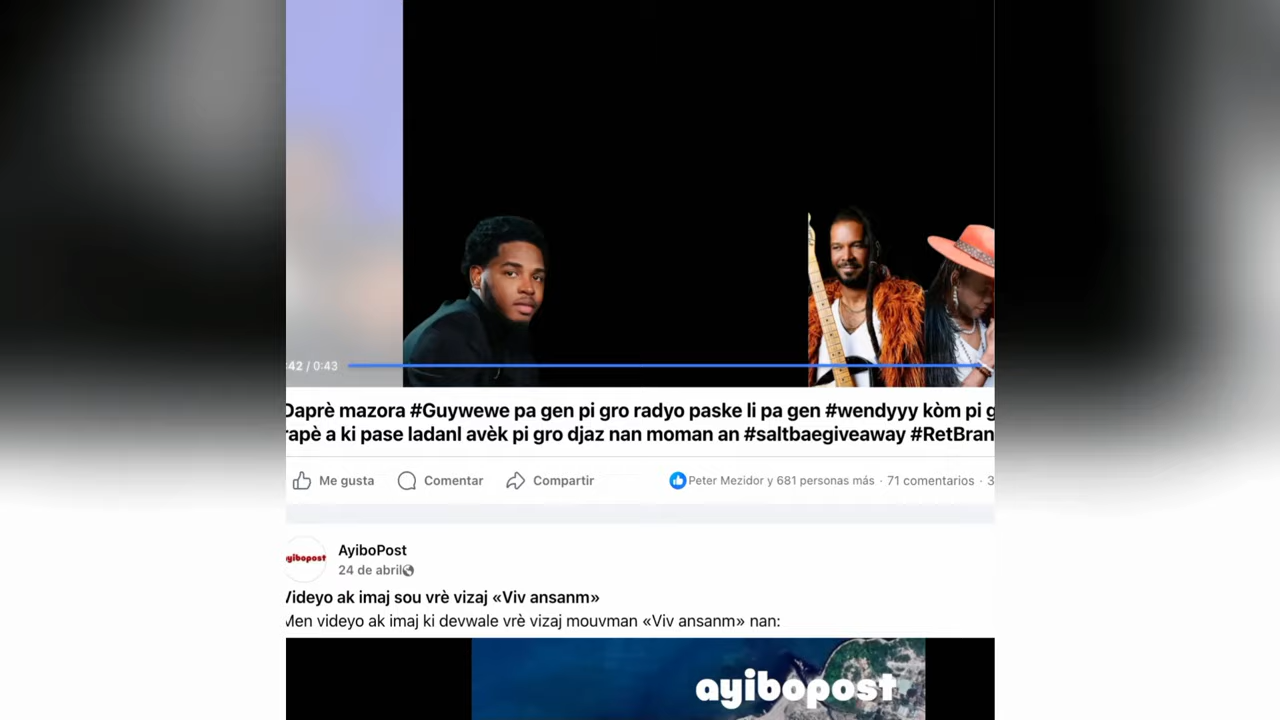 42 / 0:43
Daprè mazora #Guywewe pa gen pi gro radyo paske li pa gen #wendyyy kòm pi g
rapè a ki pase ladanl avèk pi gro djaz nan moman an #saltbaegiveaway #RetBran
Me gusta Comentar Compartir Peter Mezidor y 681 personas más · 71 comentarios · 3
ayibopost
AyiboPost
24 de abril
Videyo ak imaj sou vrè vizaj «Viv ansanm»
Men videyo ak imaj ki devwale vrè vizaj mouvman «Viv ansanm» nan:
ayibopost